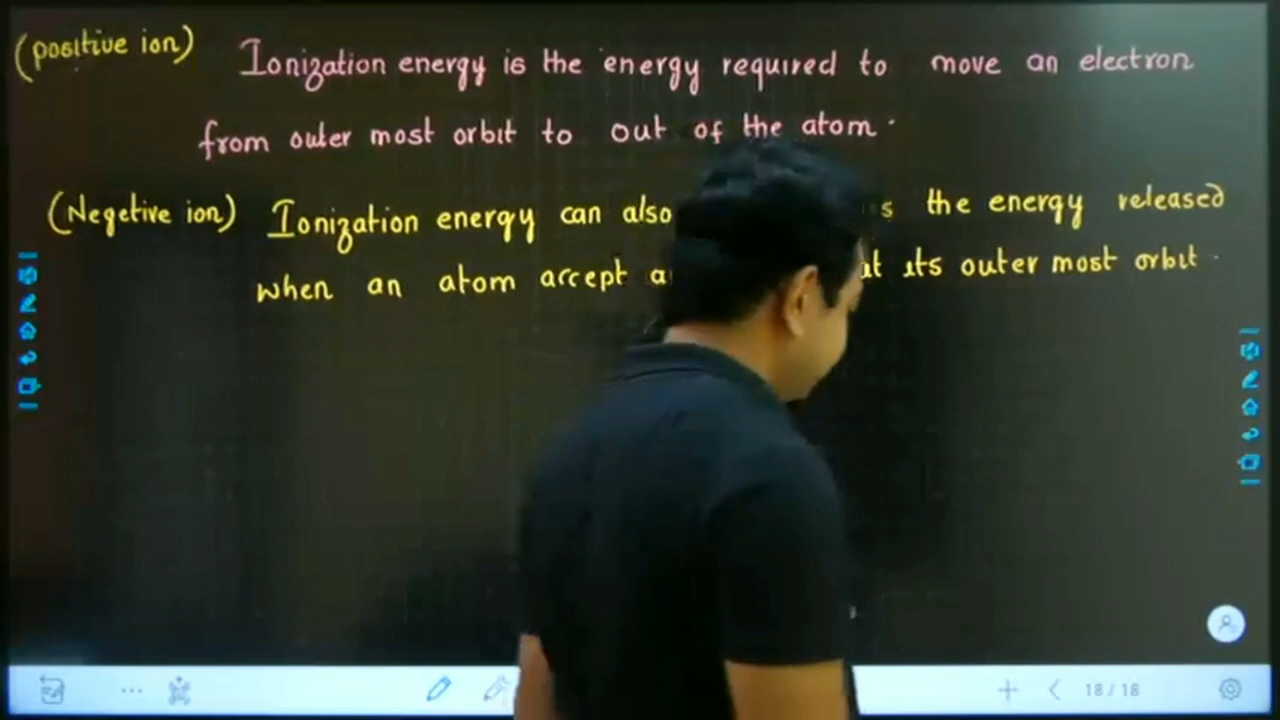 (positive ion) Ionization energy is the energy required to move an electron
from outer most orbit to out of the atom.
(Negetive ion) Ionization energy can also the energy released
when an atom accept its outer most orbit.
18/18